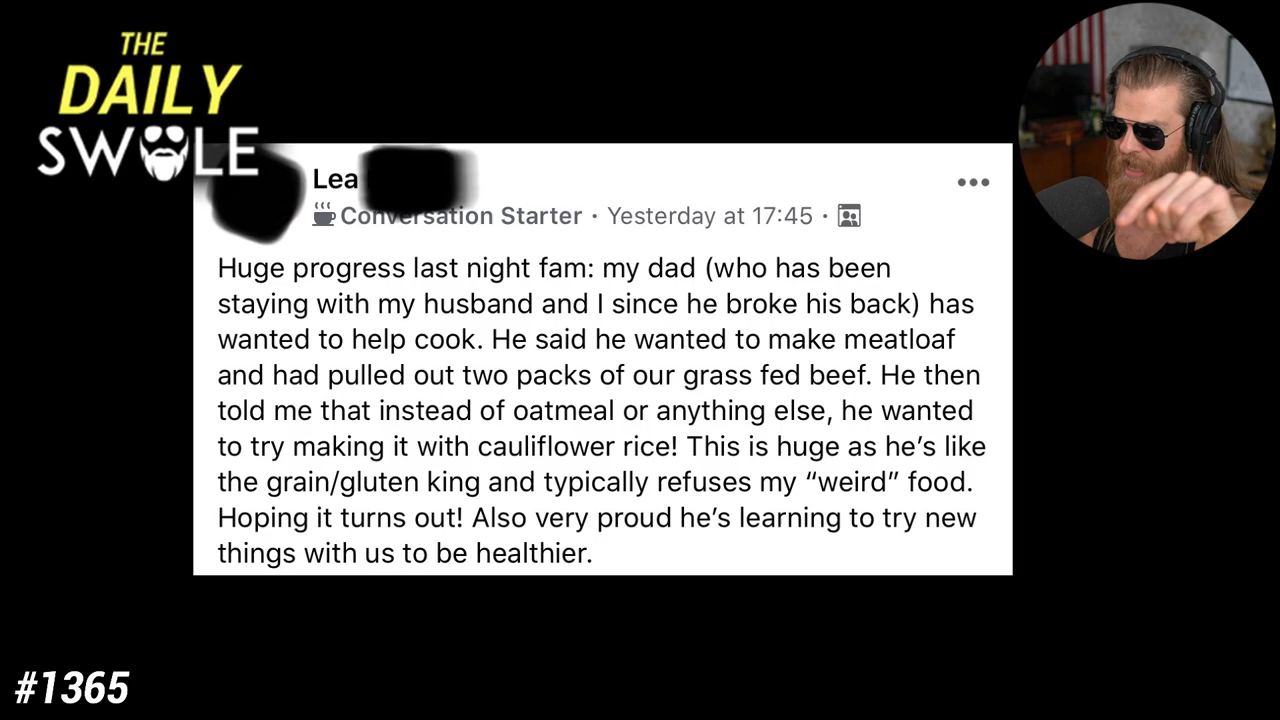 THE
DAILY
SWOLE
Lea
Conversation Starter · Yesterday at 17:45 ·
Huge progress last night fam: my dad (who has been
staying with my husband and I since he broke his back) has
wanted to help cook. He said he wanted to make meatloaf
and had pulled out two packs of our grass fed beef. He then
told me that instead of oatmeal or anything else, he wanted
to try making it with cauliflower rice! This is huge as he’s like
the grain/gluten king and typically refuses my “weird” food.
Hoping it turns out! Also very proud he’s learning to try new
things with us to be healthier.
#1365